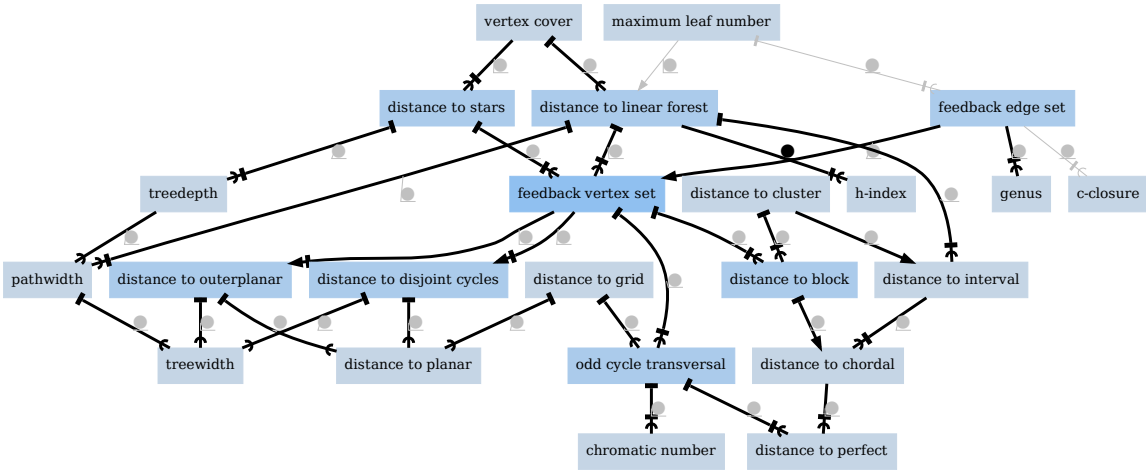 vertex cover
maximum leaf number
distance to stars
distance to linear forest
feedback edge set
treedepth
feedback vertex set
distance to cluster
h-index
genus
c-closure
pathwidth
distance to outerplanar
distance to disjoint cycles
distance to grid
distance to block
distance to interval
treewidth
distance to planar
odd cycle transversal
distance to chordal
chromatic number
distance to perfect